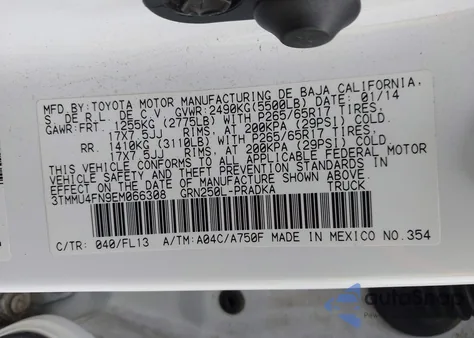 MFD.BY:TOYOTA MOTOR MANUFACTURING DE BAJA CALIFORNIA,
S. DE R.L. DE C.V. GVWR:2490KG(5500LB) DATE: 01/14
GAWR:FRT. 1255KG (2775LB) WITH P265/65R17 TIRES,
17X7.5JJ RIMS, AT 200KPA (29PSI) COLD.
RR. 1410KG (3110LB) WITH P265/65R17 TIRES,
17X7.5JJ RIMS, AT 200KPA (29PSI) COLD.
THIS VEHICLE CONFORMS TO ALL APPLICABLE FEDERAL MOTOR
VEHICLE SAFETY AND THEFT PREVENTION STANDARDS IN
EFFECT ON THE DATE OF MANUFACTURE SHOWN ABOVE.
3TMMU4FN9EM066308 GRN250L-PRADKA TRUCK
C/TR: 040/FL13 A/TM:A04C/A750F MADE IN MEXICO NO.354
autoSnap